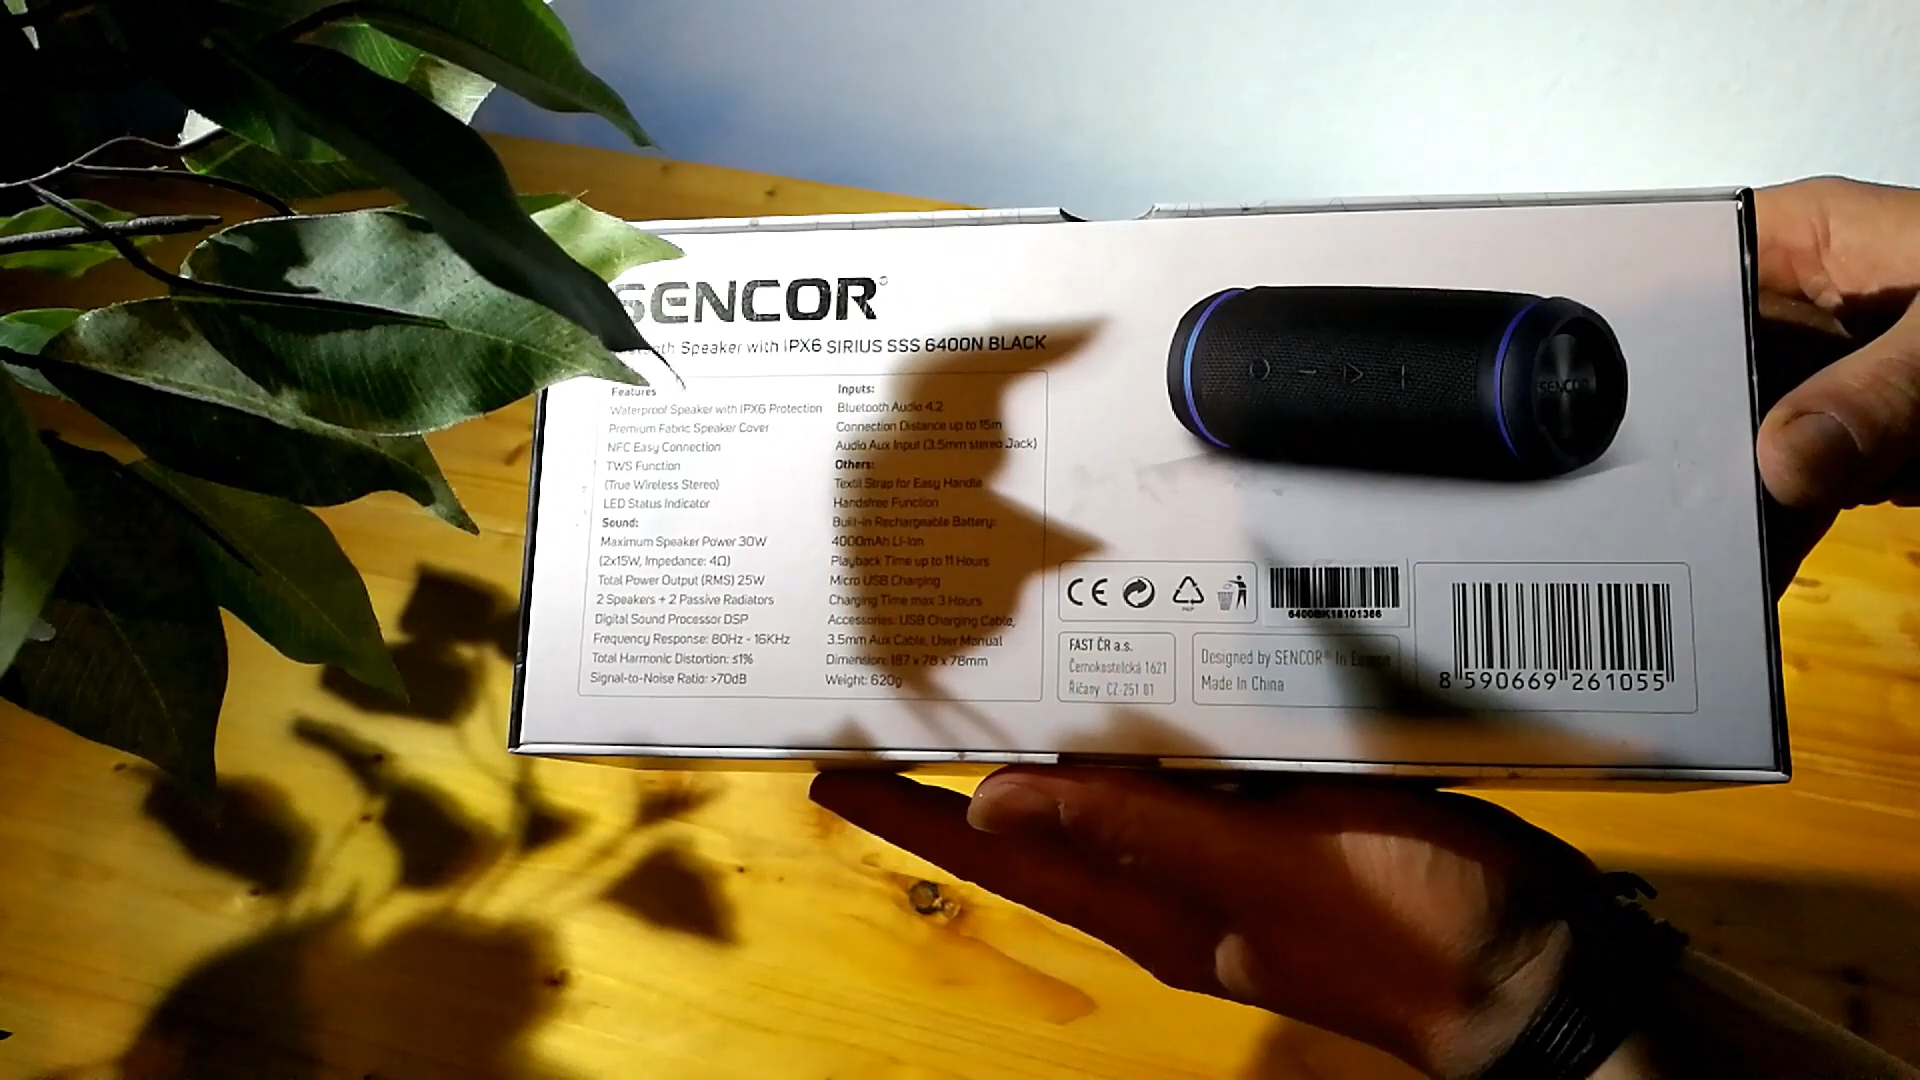 SENCOR®
Speaker with IPX6 SIRIUS SSS 6400N BLACK
Features
Waterproof Speaker with IPX6 Protection
Premium Fabric Speaker Cover
NFC Easy Connection
TWS Function
(True Wireless Stereo)
LED Status Indicator
Sound:
Maximum Speaker Power 30W
(2x15W, Impedance: 4Ω)
Total Power Output (RMS) 25W
2 Speakers + 2 Passive Radiators
Digital Sound Processor DSP
Frequency Response: 80Hz - 16KHz
Total Harmonic Distortion: ≤1%
Signal-to-Noise Ratio: >70dB
Inputs:
Bluetooth Audio 4.2
Connection Distance up to 15m
Audio Aux Input (3.5mm stereo Jack)
Others:
Textil Strap for Easy Handle
Handsfree Function
Built-in Rechargeable Battery:
4000mAh Li-Ion
Playback Time up to 11 Hours
Micro USB Charging
Charging Time max 3 Hours
Accessories: USB Charging Cable,
3.5mm Aux Cable, User Manual
Dimension: 187 x 78 x 78mm
Weight: 620g
SENCOR
CE
PAP
6400BK18101366
FAST ČR a.s.
Černokostelecká 1621
Říčany CZ-251 01
Designed by SENCOR® In Europe
Made In China
8 590669 261055